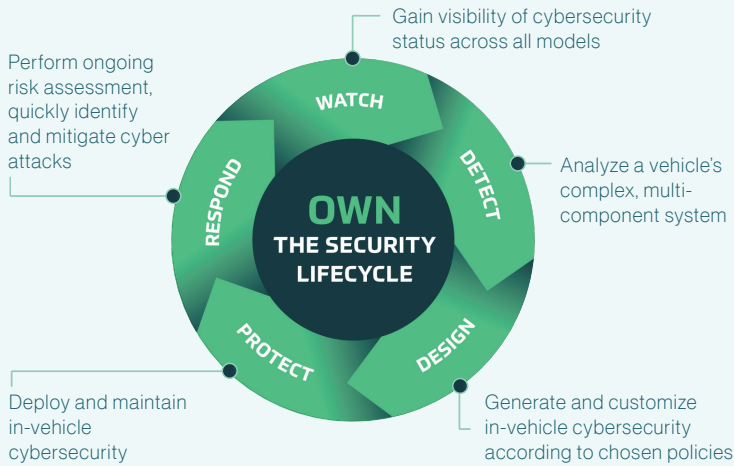 Gain visibility of cybersecurity
status across all models
Perform ongoing
risk assessment,
quickly identify
and mitigate cyber
attacks
WATCH
DETECT
Analyze a vehicle's
complex, multi-
component system
RESPOND
OWN
THE SECURITY
LIFECYCLE
PROTECT
DESIGN
Deploy and maintain
in-vehicle
cybersecurity
Generate and customize
in-vehicle cybersecurity
according to chosen policies